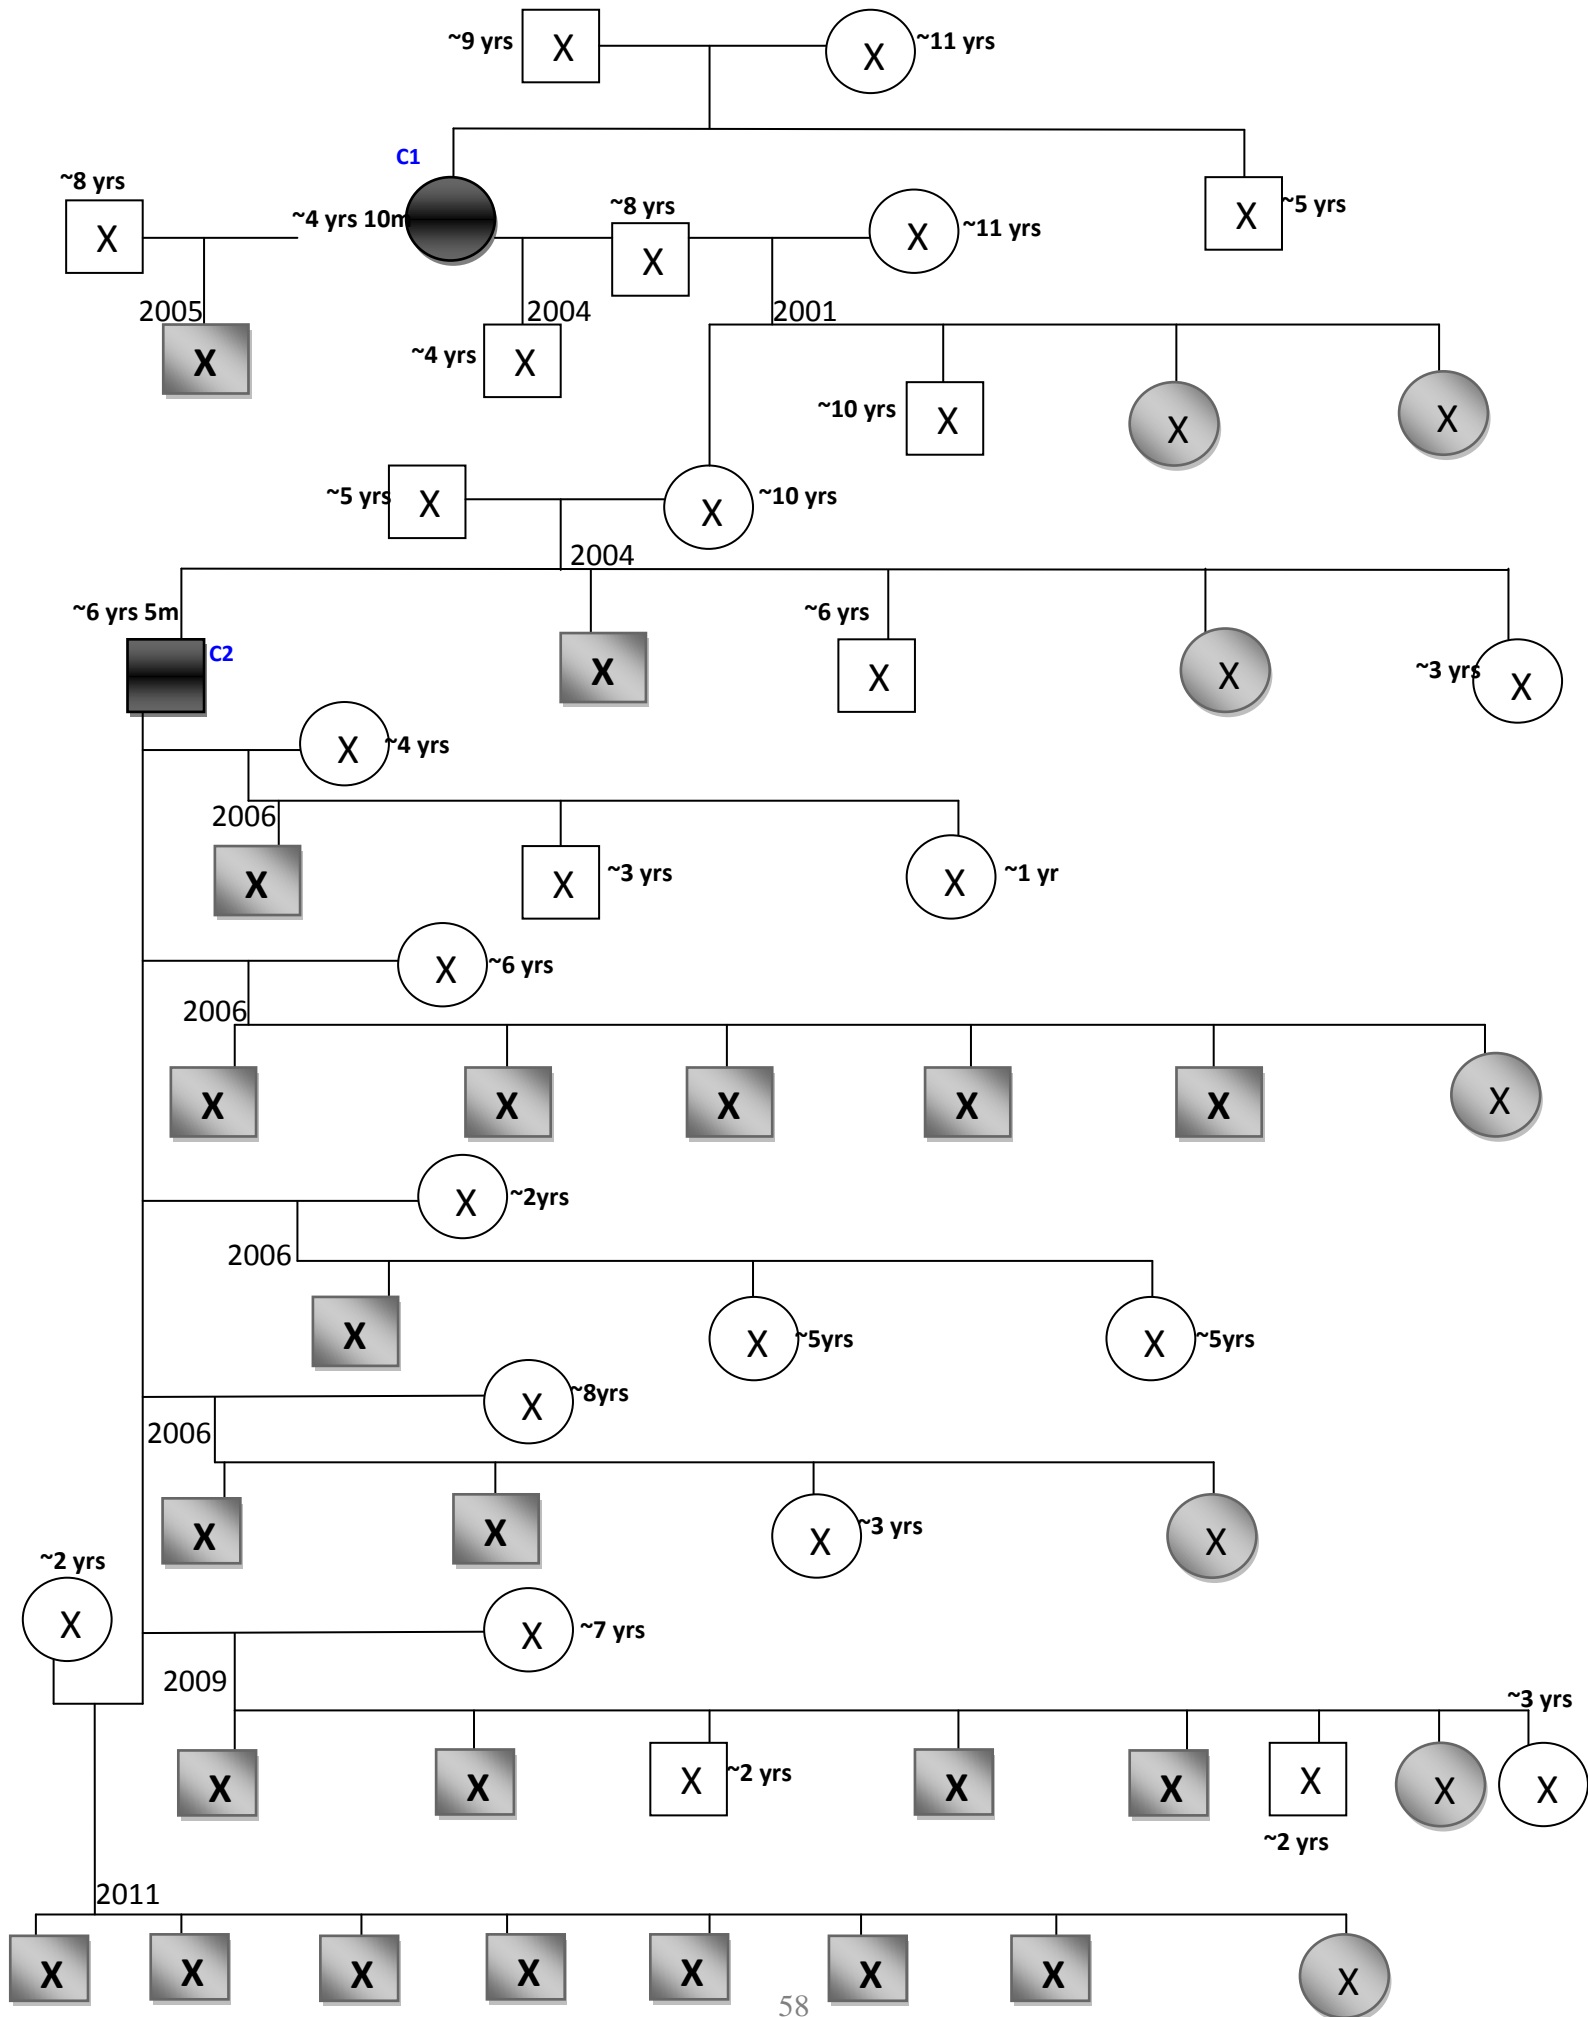 ~9 yrs X X ~11 yrs
C1
~8 yrs
X ~4 yrs 10m ~8 yrs X X ~11 yrs X ~5 yrs
2005 2004 2001
X ~4 yrs X ~10 yrs X X X
~5 yrs X X ~10 yrs
2004
~6 yrs 5m ~6 yrs
C2 X X X ~3 yrs X
X ~4 yrs
2006
X X ~3 yrs X ~1 yr
X ~6 yrs
2006
X X X X X X
X ~2yrs
2006
X X ~5yrs X ~5yrs
X ~8yrs
2006
X X X ~3 yrs X
~2 yrs
X X ~7 yrs
2009
~3 yrs
X X X ~2 yrs X X X X X
~2 yrs
2011
X X X X X X X X
58